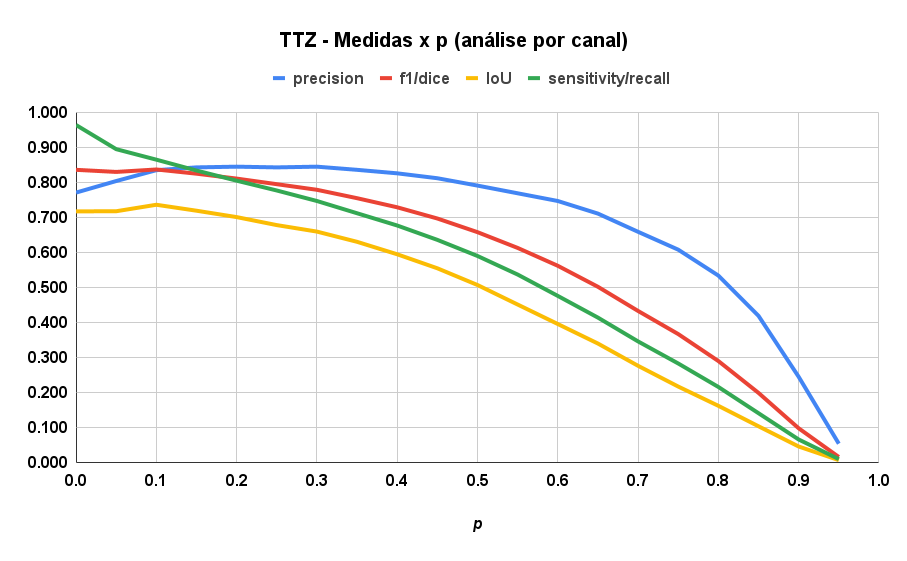 TTZ - Medidas x p (análise por canal)
precision f1/dice IoU sensitivity/recall
1.000
0.900
0.800
0.700
0.600
0.500
0.400
0.300
0.200
0.100
0.000
0.0 0.1 0.2 0.3 0.4 0.5 0.6 0.7 0.8 0.9 1.0
p